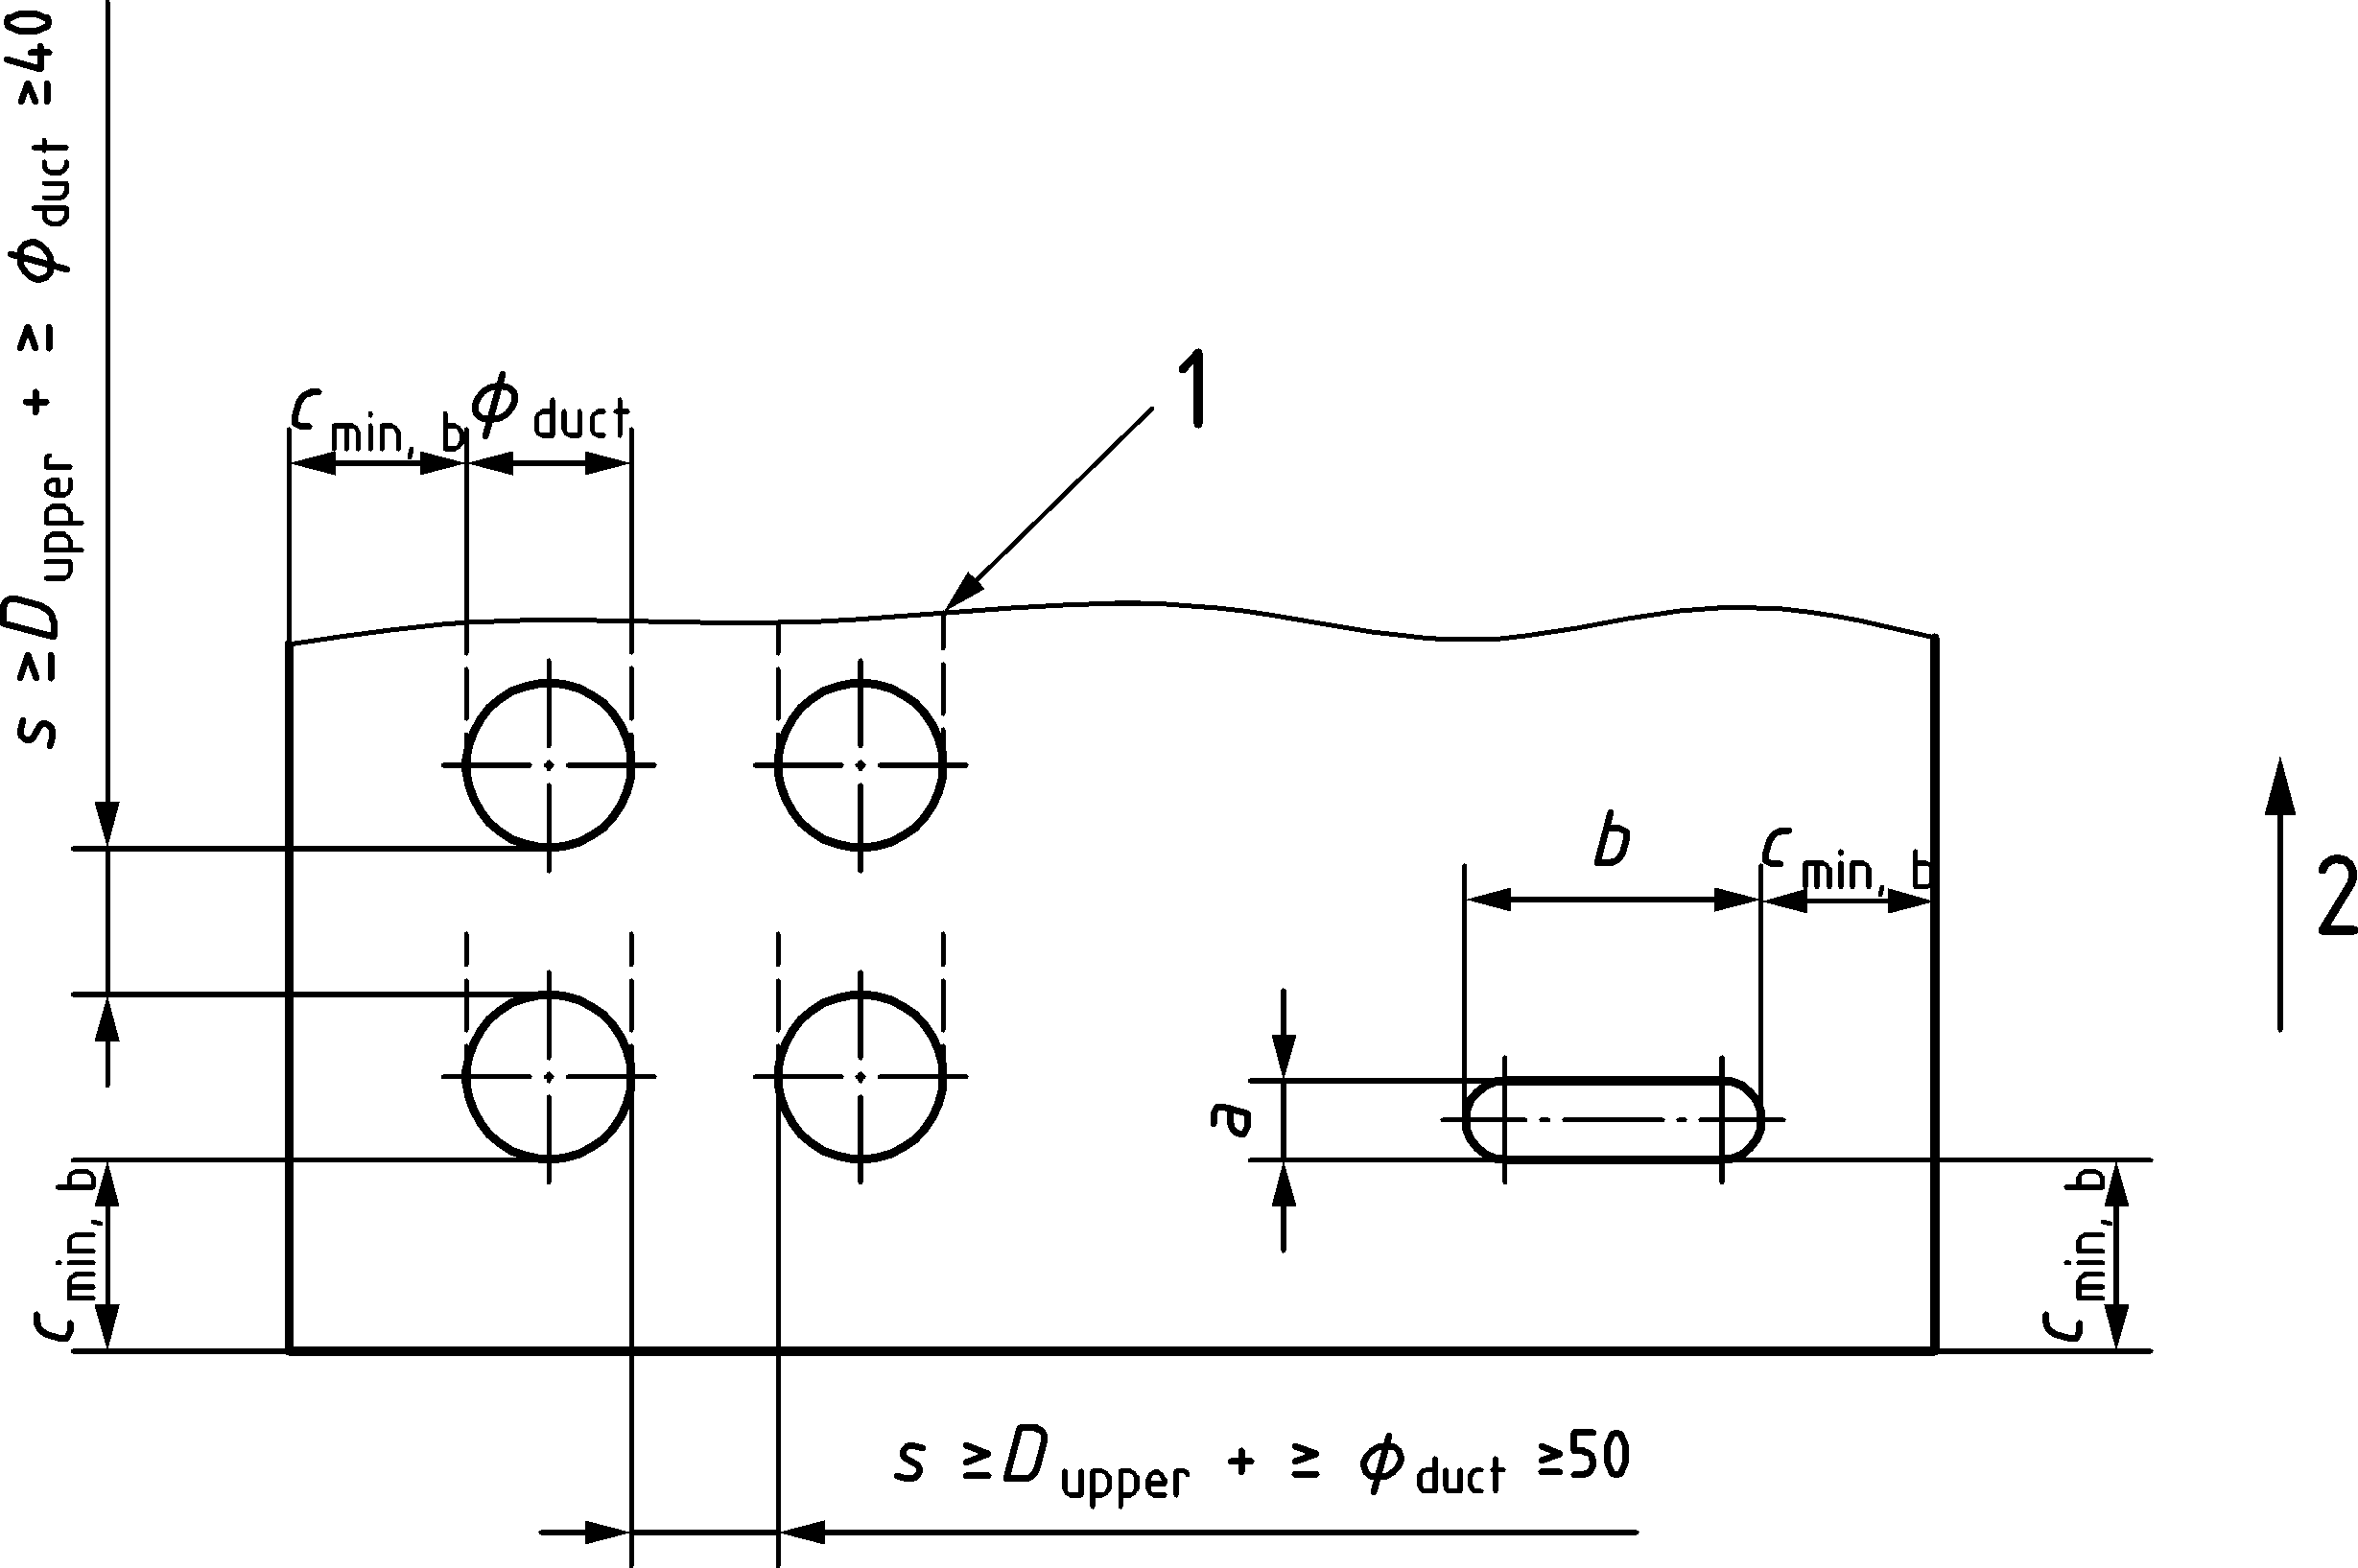 s ≥D upper + ≥ ϕ duct ≥40
c min, b
ϕ duct
1
b
c min, b
2
a
c min, b
c min, b
s ≥D upper + ≥ ϕ duct ≥50